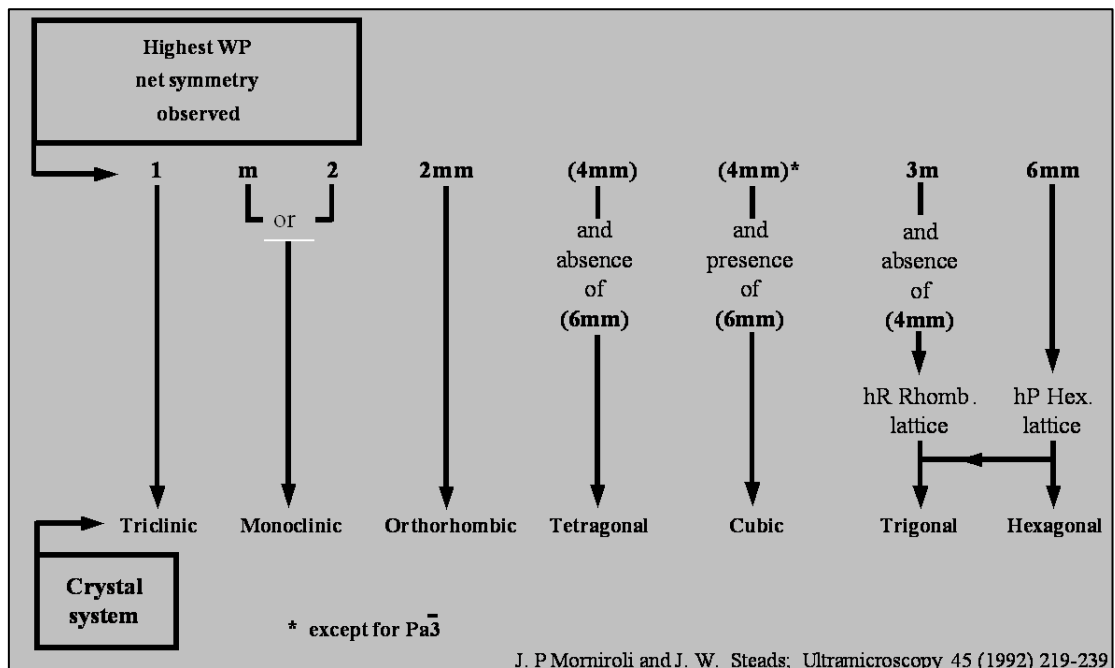 Highest WP
net symmetry
observed
1 m 2 2mm (4mm) (4mm)* 3m 6mm
or
and
absence
of
(6mm)
and
presence
of
(6mm)
and
absence
of
(4mm)
hR Rhomb.
lattice
hP Hex.
lattice
Triclinic Monoclinic Orthorhombic Tetragonal Cubic Trigonal Hexagonal
Crystal
system
* except for Pa3̄
J. P Morniroli and J. W. Steads; Ultramicroscopy 45 (1992) 219-239